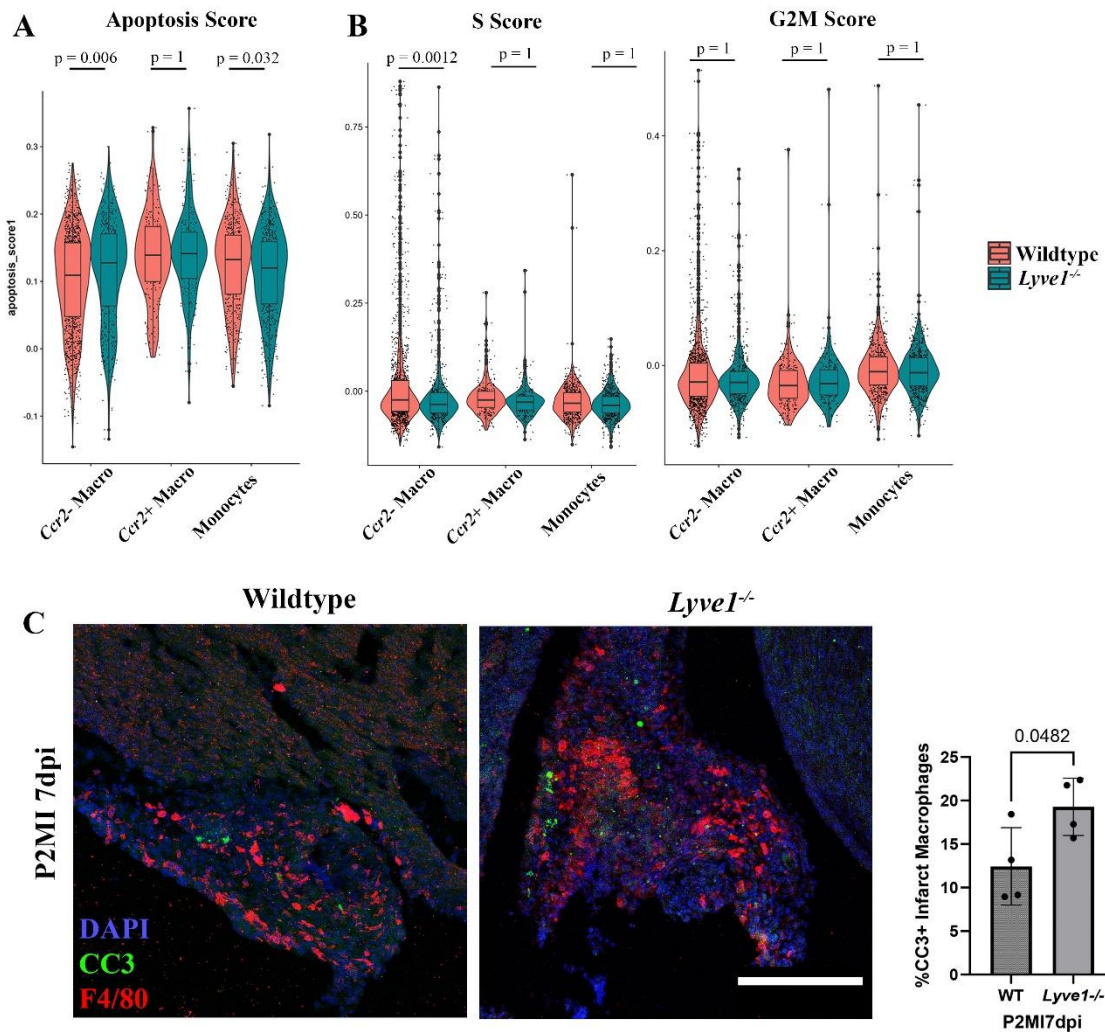 A
Apoptosis Score
p = 0.006
p = 1
p = 0.032
apoptosis_score1
0.3
0.2
0.1
0.0
-0.1
Ccr2- Macro
Ccr2+ Macro
Monocytes
B
S Score
p = 0.0012
p = 1
p = 1
0.75
0.50
0.25
0.00
Ccr2- Macro
Ccr2+ Macro
Monocytes
G2M Score
p = 1
p = 1
p = 1
0.4
0.2
0.0
Ccr2- Macro
Ccr2+ Macro
Monocytes
Wildtype
Lyve1-/-
C
Wildtype
Lyve1-/-
P2MI 7dpi
DAPI
CC3
F4/80
0.0482
%CC3+ Infarct Macrophages
25
20
15
10
5
0
WT
Lyve1-/-
P2MI7dpi